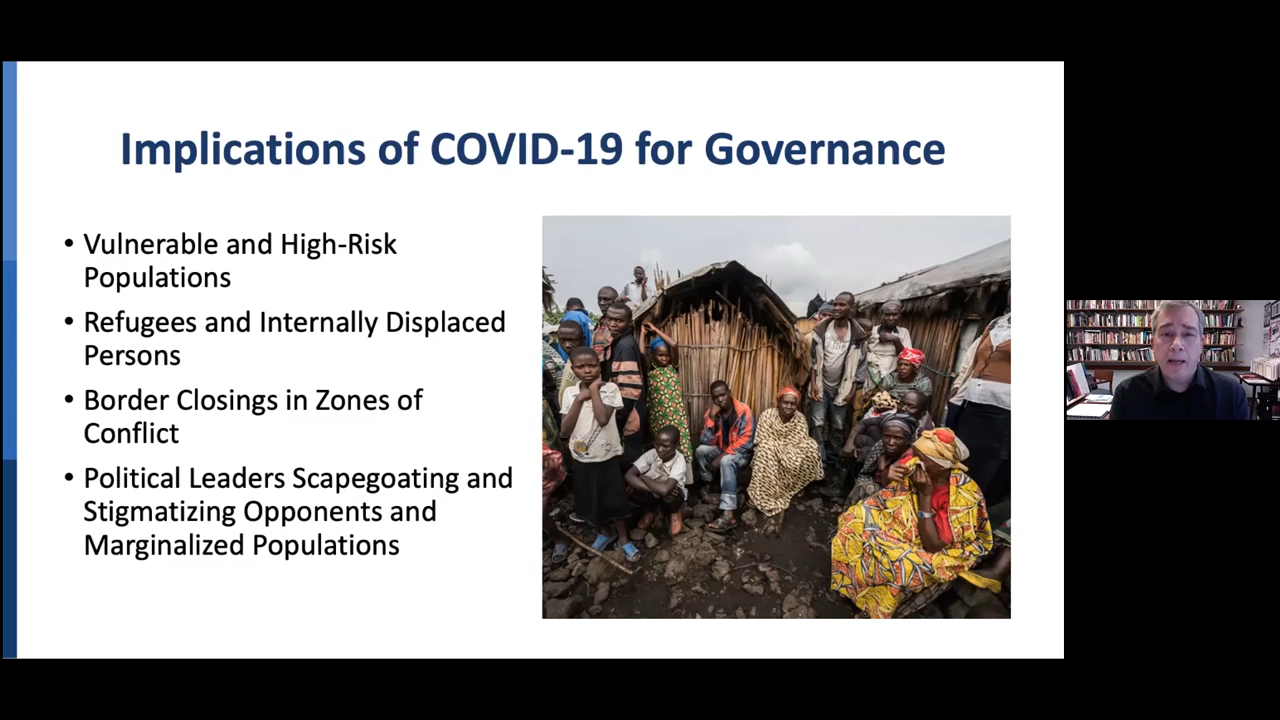 Implications of COVID-19 for Governance
• Vulnerable and High-Risk
Populations
• Refugees and Internally Displaced
Persons
• Border Closings in Zones of
Conflict
• Political Leaders Scapegoating and
Stigmatizing Opponents and
Marginalized Populations